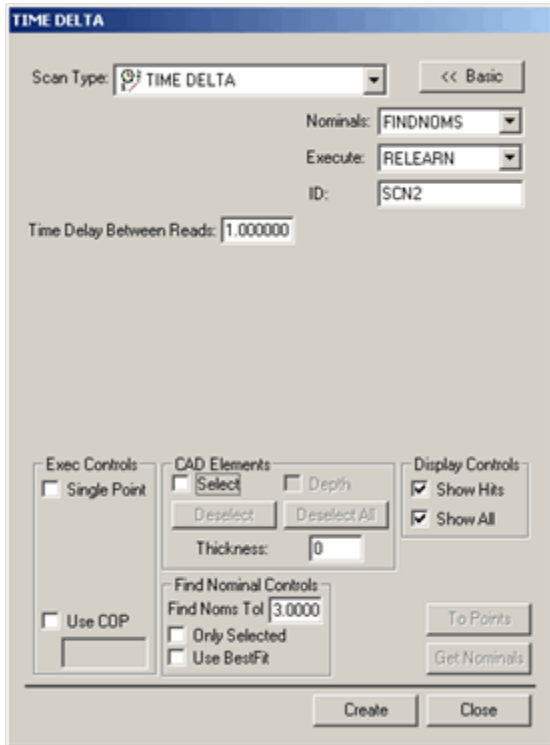 TIME DELTA
Scan Type: TIME DELTA << Basic
Nominals: FINDNOMS
Execute: RELEARN
ID: SCN2
Time Delay Between Reads: 1.000000
Exec Controls CAD Elements Display Controls
Single Point Select Depth Show Hits
Deselect Deselect All Show All
Thickness: 0
Find Nominal Controls
Find Noms Tol 3.0000
Use COP Only Selected To Points
Use BestFit Get Nominals
Create Close